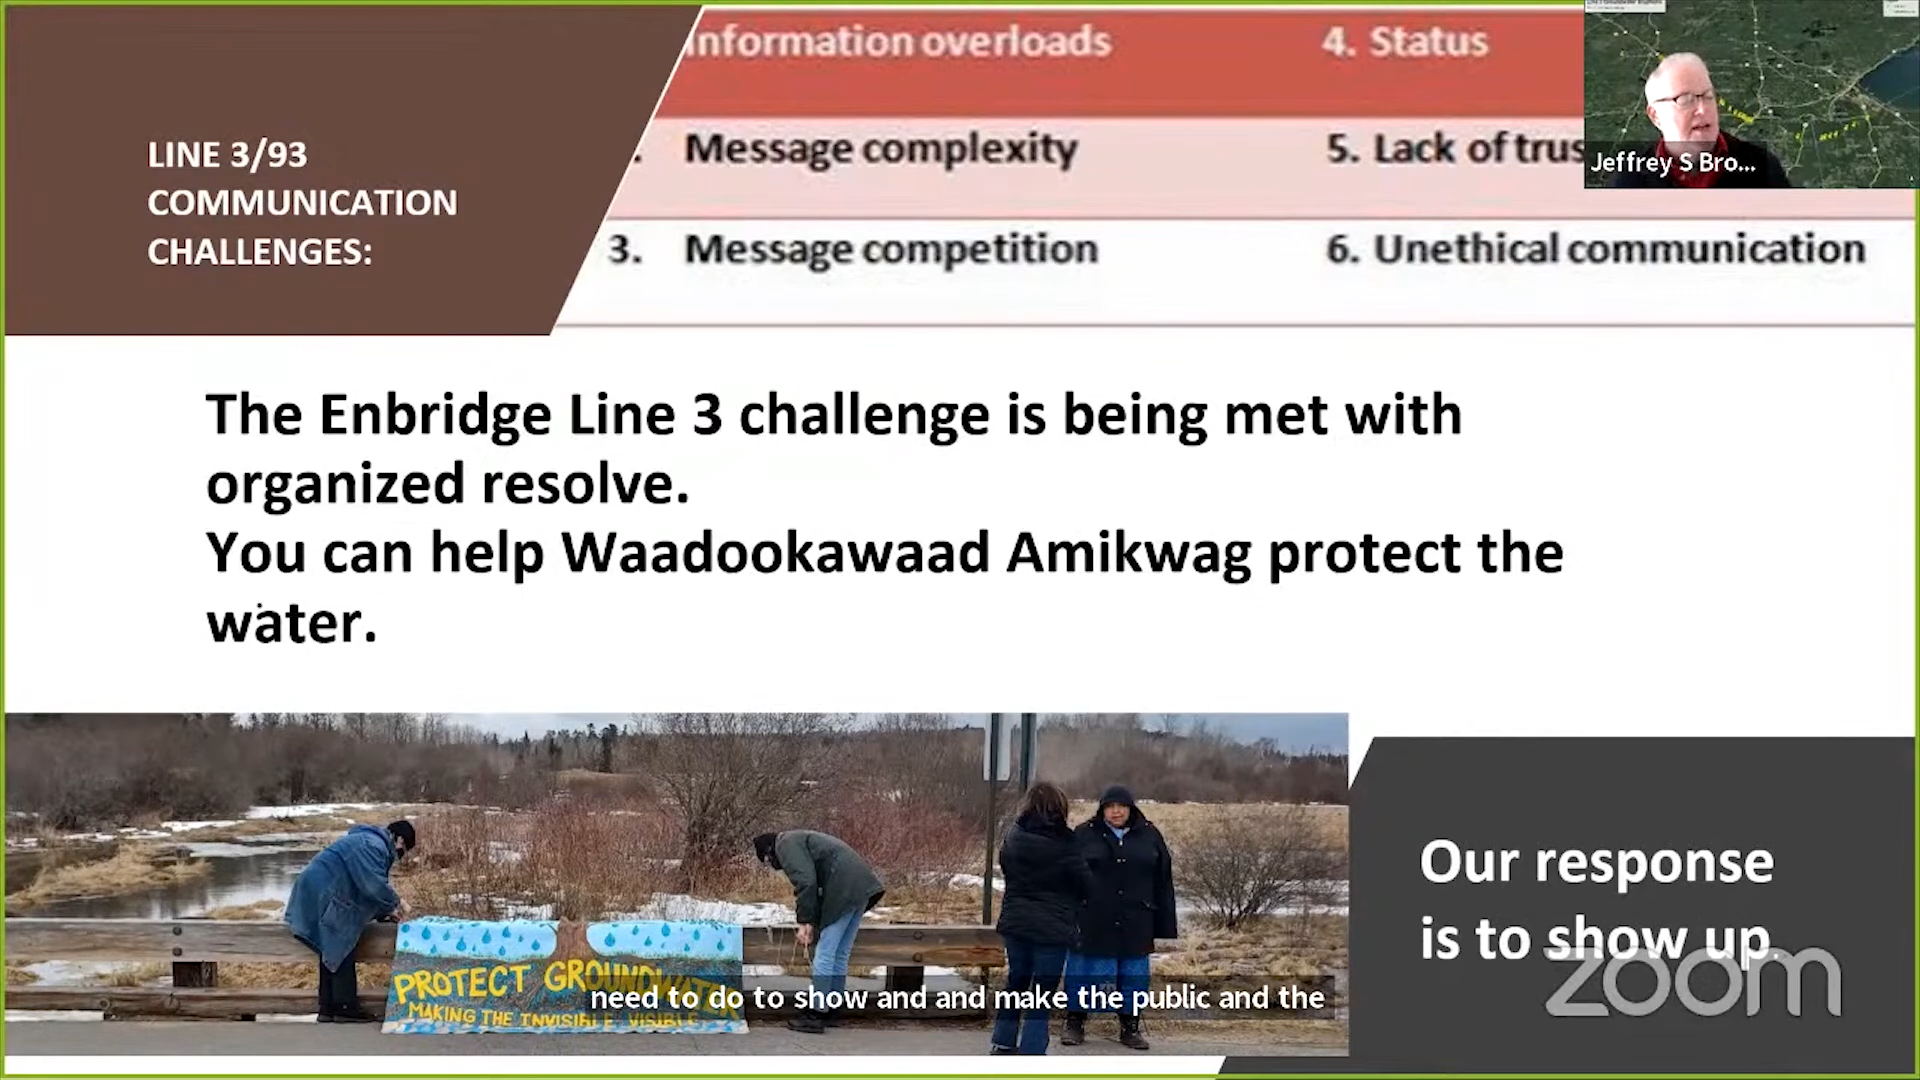 LINE 3/93
COMMUNICATION
CHALLENGES:
Information overloads
4. Status
Message complexity
5. Lack of trus
3. Message competition
6. Unethical communication
Jeffrey S Bro...
The Enbridge Line 3 challenge is being met with
organized resolve.
You can help Waadookawaad Amikwag protect the
water.
PROTECT GROUNDWATER
MAKING THE INVISIBLE VISIBLE
need to do to show and and make the public and the
Our response
is to show up.
zoom